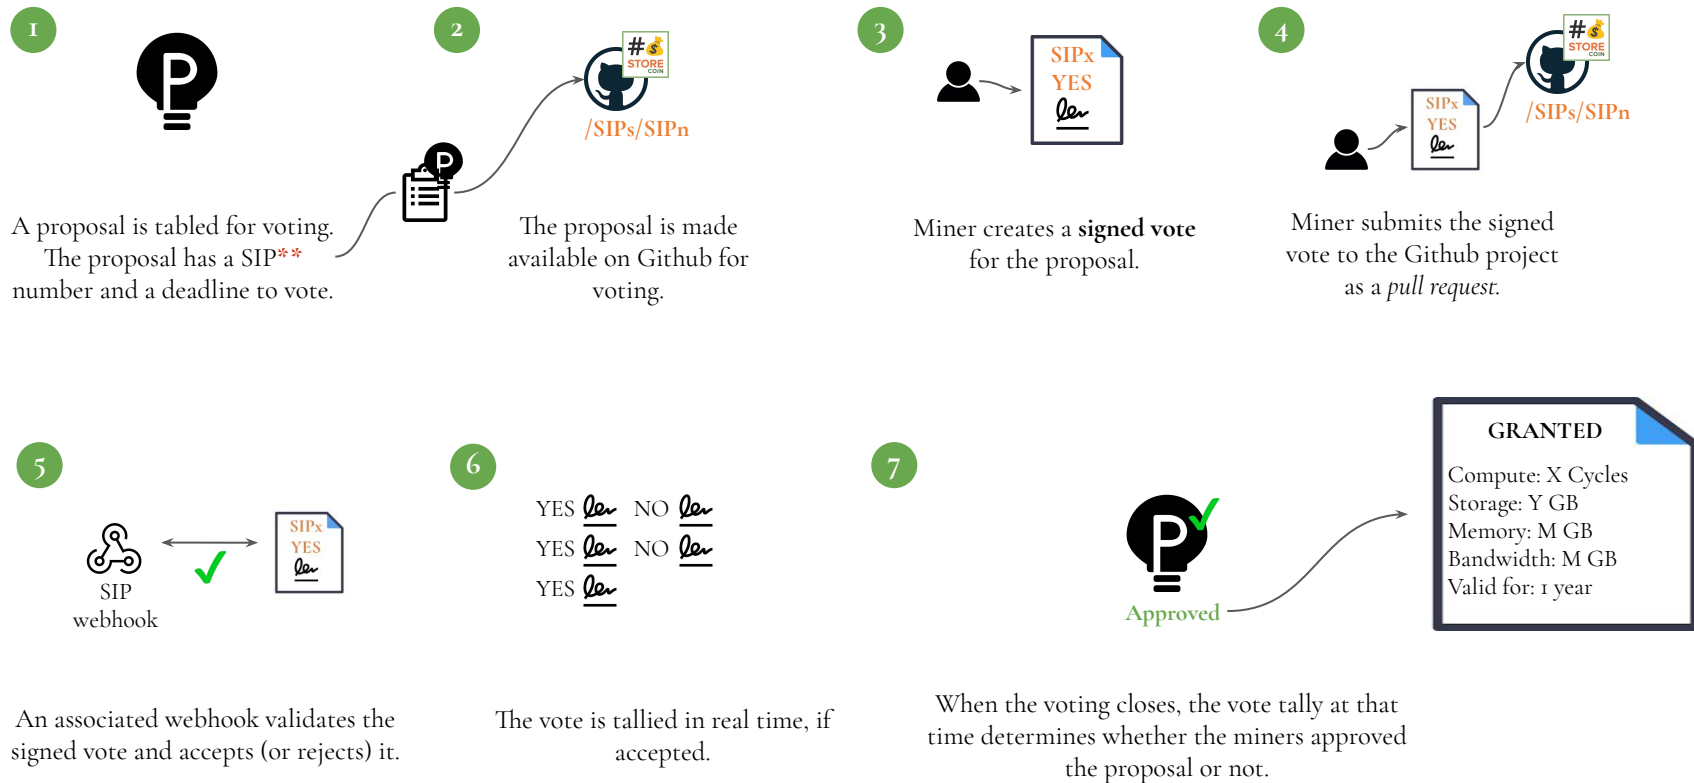 1
A proposal is tabled for voting.
The proposal has a SIP**
number and a deadline to vote.
2
#
STORE
COIN
/SIPs/SIPn
The proposal is made
available on Github for
voting.
3
SIPx
YES
Miner creates a signed vote
for the proposal.
4
SIPx
YES
#
STORE
COIN
/SIPs/SIPn
Miner submits the signed
vote to the Github project
as a pull request.
5
SIP
webhook
SIPx
YES
An associated webhook validates the
signed vote and accepts (or rejects) it.
6
YES NO
YES NO
YES
The vote is tallied in real time, if
accepted.
7
P
Approved
GRANTED
Compute: X Cycles
Storage: Y GB
Memory: M GB
Bandwidth: M GB
Valid for: 1 year
When the voting closes, the vote tally at that
time determines whether the miners approved
the proposal or not.